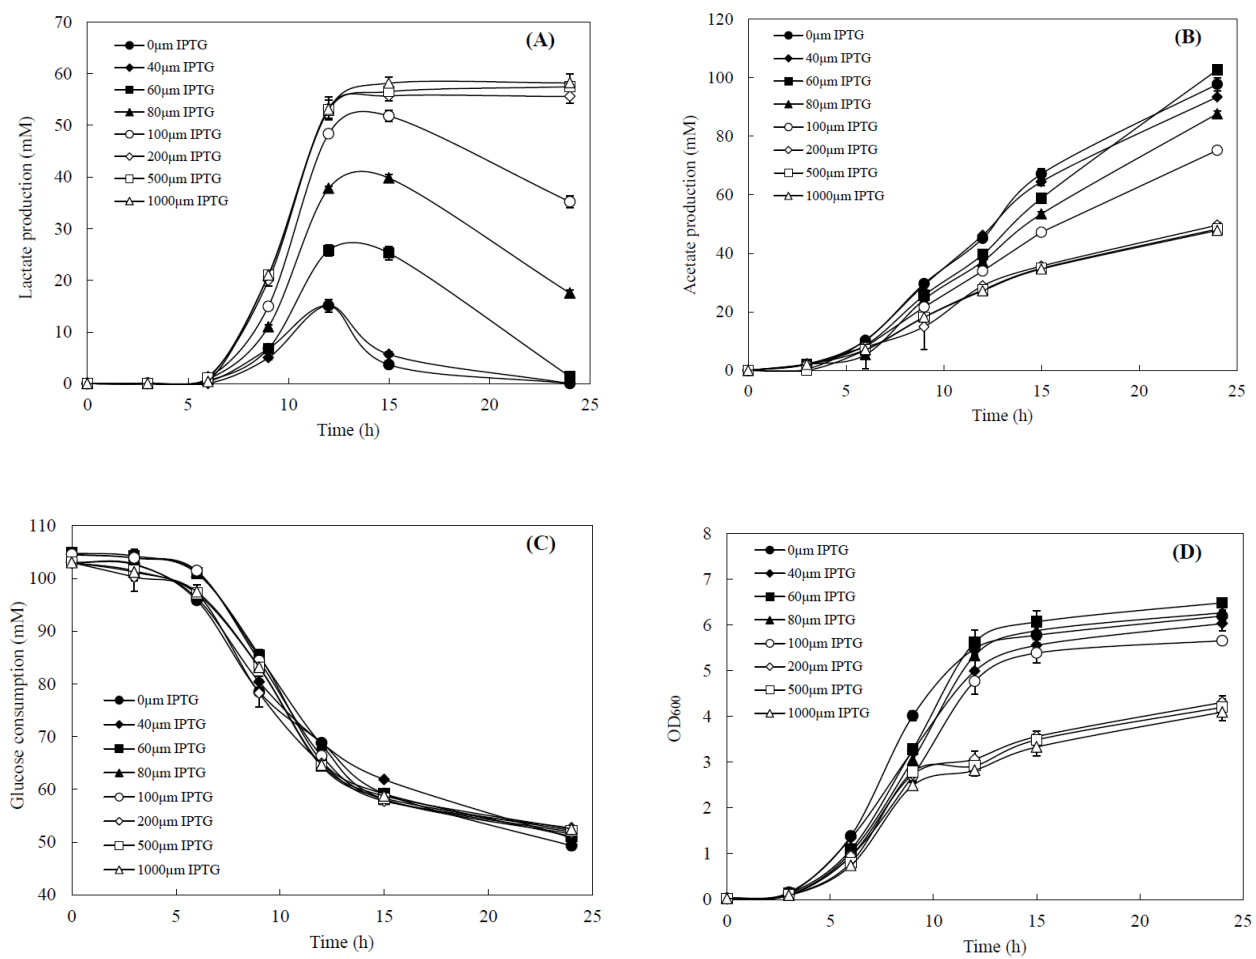 (A)
70
60
50
40
30
20
10
0
0 5 10 15 20 25
Lactate production (mM)
Time (h)
0μm IPTG
40μm IPTG
60μm IPTG
80μm IPTG
100μm IPTG
200μm IPTG
500μm IPTG
1000μm IPTG
(B)
120
100
80
60
40
20
0
0 5 10 15 20 25
Acetate production (mM)
Time (h)
0μm IPTG
40μm IPTG
60μm IPTG
80μm IPTG
100μm IPTG
200μm IPTG
500μm IPTG
1000μm IPTG
(C)
110
100
90
80
70
60
50
40
0 5 10 15 20 25
Glucose consumption (mM)
Time (h)
0μm IPTG
40μm IPTG
60μm IPTG
80μm IPTG
100μm IPTG
200μm IPTG
500μm IPTG
1000μm IPTG
(D)
8
7
6
5
4
3
2
1
0
0 5 10 15 20 25
OD600
Time (h)
0μm IPTG
40μm IPTG
60μm IPTG
80μm IPTG
100μm IPTG
200μm IPTG
500μm IPTG
1000μm IPTG